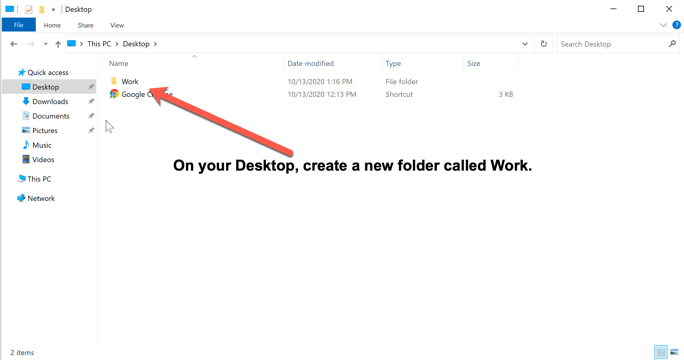 Desktop
File Home Share View
This PC Desktop
Search Desktop
Name Date modified Type Size
Quick access
Desktop
Downloads
Documents
Pictures
Music
Videos
This PC
Network
Work 10/13/2020 1:16 PM File folder
Google 10/13/2020 12:13 PM Shortcut 3 KB
On your Desktop, create a new folder called Work.
2 items